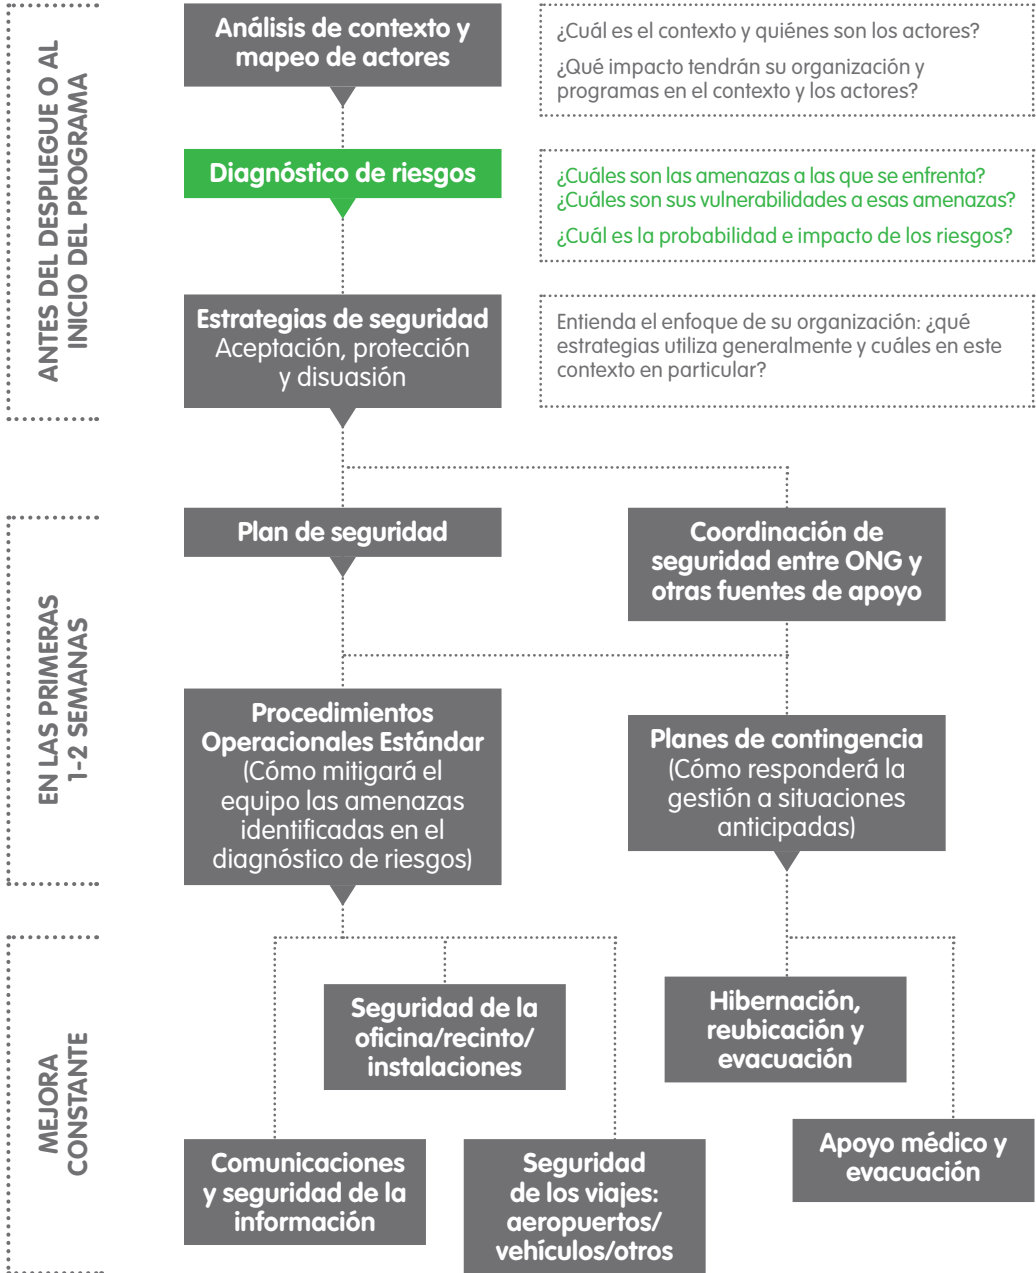 ANTES DEL DESPLIEGUE O AL
INICIO DEL PROGRAMA
Análisis de contexto y
mapeo de actores
¿Cuál es el contexto y quiénes son los actores?
¿Qué impacto tendrán su organización y
programas en el contexto y los actores?
Diagnóstico de riesgos
¿Cuáles son las amenazas a las que se enfrenta?
¿Cuáles son sus vulnerabilidades a esas amenazas?
¿Cuál es la probabilidad e impacto de los riesgos?
Estrategias de seguridad
Aceptación, protección
y disuasión
Entienda el enfoque de su organización: ¿qué
estrategias utiliza generalmente y cuáles en este
contexto en particular?
EN LAS PRIMERAS
1-2 SEMANAS
Plan de seguridad
Coordinación de
seguridad entre ONG y
otras fuentes de apoyo
Procedimientos
Operacionales Estándar
(Cómo mitigará el
equipo las amenazas
identificadas en el
diagnóstico de riesgos)
Planes de contingencia
(Cómo responderá la
gestión a situaciones
anticipadas)
MEJORA
CONSTANTE
Seguridad de la
oficina/recinto/
instalaciones
Hibernación,
reubicación y
evacuación
Comunicaciones
y seguridad de la
información
Seguridad
de los viajes:
aeropuertos/
vehículos/otros
Apoyo médico y
evacuación